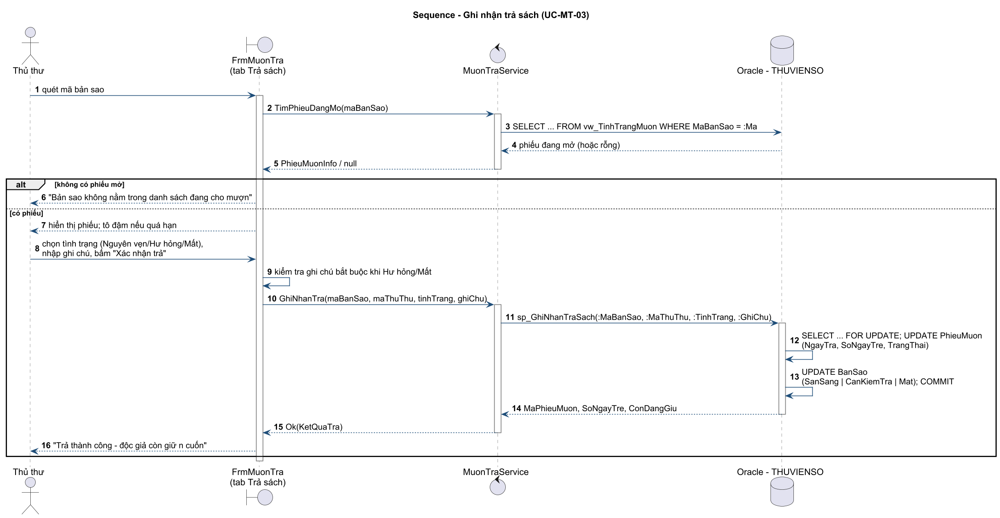 Sequence - Ghi nhận trả sách (UC-MT-03)
Thủ thư
FrmMuonTra
(tab Trả sách)
MuonTraService
Oracle - THUVIENSO
1 quét mã bản sao
2 TimPhieuDangMo(maBanSao)
3 SELECT ... FROM vw_TinhTrangMuon WHERE MaBanSao = :Ma
4 phiếu đang mở (hoặc rỗng)
5 PhieuMuonInfo / null
alt [không có phiếu mở]
6 "Bản sao không nằm trong danh sách đang cho mượn"
[có phiếu]
7 hiển thị phiếu; tô đậm nếu quá hạn
8 chọn tình trạng (Nguyên vẹn/Hư hỏng/Mất),
nhập ghi chú, bấm "Xác nhận trả"
9 kiểm tra ghi chú bắt buộc khi Hư hỏng/Mất
10 GhiNhanTra(maBanSao, maThuThu, tinhTrang, ghiChu)
11 sp_GhiNhanTraSach(:MaBanSao, :MaThuThu, :TinhTrang, :GhiChu)
12 SELECT ... FOR UPDATE; UPDATE PhieuMuon
(NgayTra, SoNgayTre, TrangThai)
13 UPDATE BanSao
(SanSang | CanKiemTra | Mat); COMMIT
14 MaPhieuMuon, SoNgayTre, ConDangGiu
15 Ok(KetQuaTra)
16 "Trả thành công - độc giả còn giữ n cuốn"
Thủ thư
FrmMuonTra
(tab Trả sách)
MuonTraService
Oracle - THUVIENSO